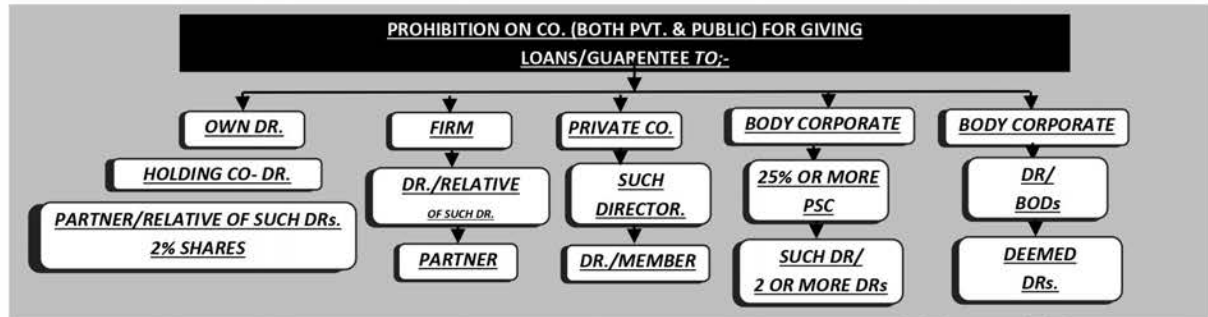 PROHIBITION ON CO. (BOTH PVT. & PUBLIC) FOR GIVING
LOANS/GUARENTEE TO;-
OWN DR.
HOLDING CO- DR.
PARTNER/RELATIVE OF SUCH DRs.
2% SHARES
FIRM
DR./RELATIVE
OF SUCH DR.
PARTNER
PRIVATE CO.
SUCH
DIRECTOR.
DR./MEMBER
BODY CORPORATE
25% OR MORE
PSC
SUCH DR/
2 OR MORE DRs
BODY CORPORATE
DR/
BODs
DEEMED
DRs.